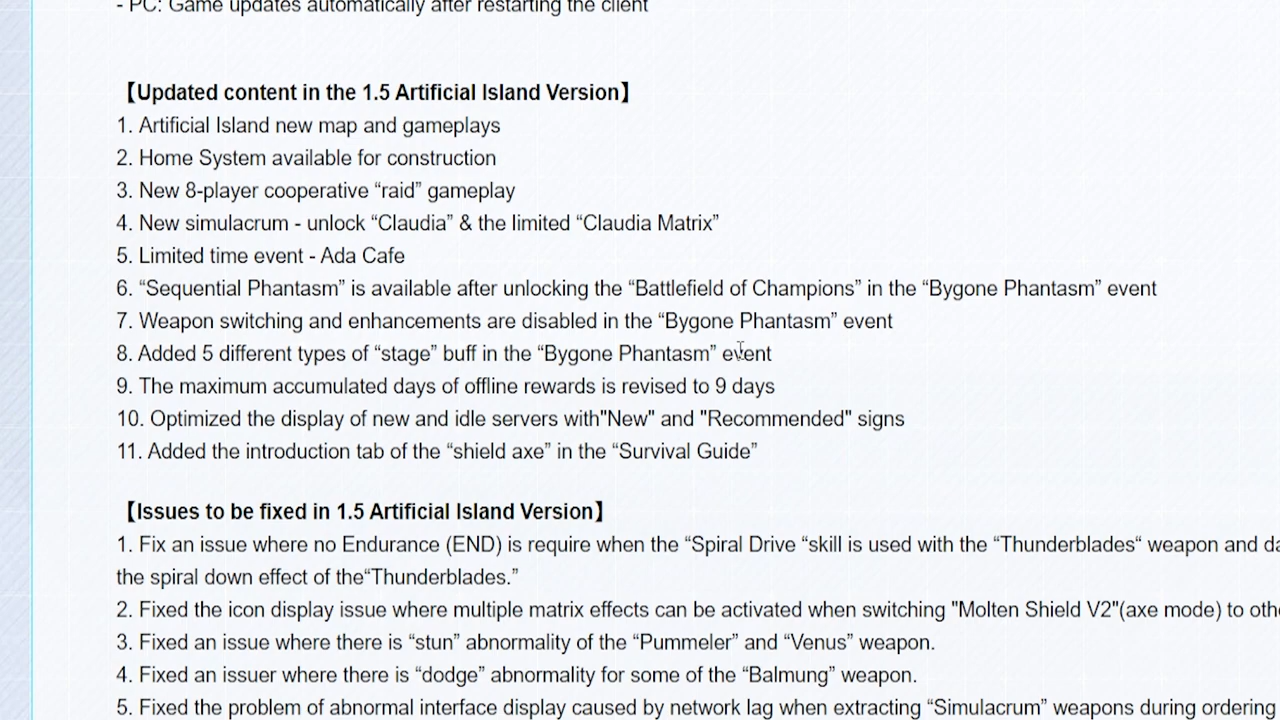 - PC: Game updates automatically after restarting the client
【Updated content in the 1.5 Artificial Island Version】
1. Artificial Island new map and gameplays
2. Home System available for construction
3. New 8-player cooperative “raid” gameplay
4. New simulacrum - unlock “Claudia” & the limited “Claudia Matrix”
5. Limited time event - Ada Cafe
6. “Sequential Phantasm” is available after unlocking the “Battlefield of Champions” in the “Bygone Phantasm” event
7. Weapon switching and enhancements are disabled in the “Bygone Phantasm” event
8. Added 5 different types of “stage” buff in the “Bygone Phantasm” event
9. The maximum accumulated days of offline rewards is revised to 9 days
10. Optimized the display of new and idle servers with"New" and "Recommended" signs
11. Added the introduction tab of the “shield axe” in the “Survival Guide”
【Issues to be fixed in 1.5 Artificial Island Version】
1. Fix an issue where no Endurance (END) is require when the “Spiral Drive “skill is used with the “Thunderblades“ weapon and
the spiral down effect of the“Thunderblades.”
2. Fixed the icon display issue where multiple matrix effects can be activated when switching "Molten Shield V2"(axe mode) to
3. Fixed an issue where there is “stun” abnormality of the “Pummeler” and “Venus” weapon.
4. Fixed an issuer where there is “dodge” abnormality for some of the “Balmung” weapon.
5. Fixed the problem of abnormal interface display caused by network lag when extracting “Simulacrum” weapons during ordering